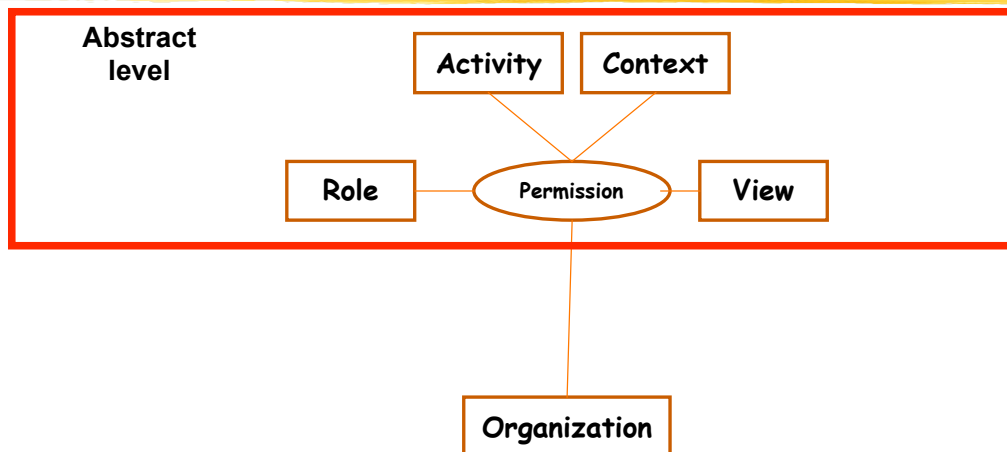 Abstract
level
Activity
Context
Role
Permission
View
Organization